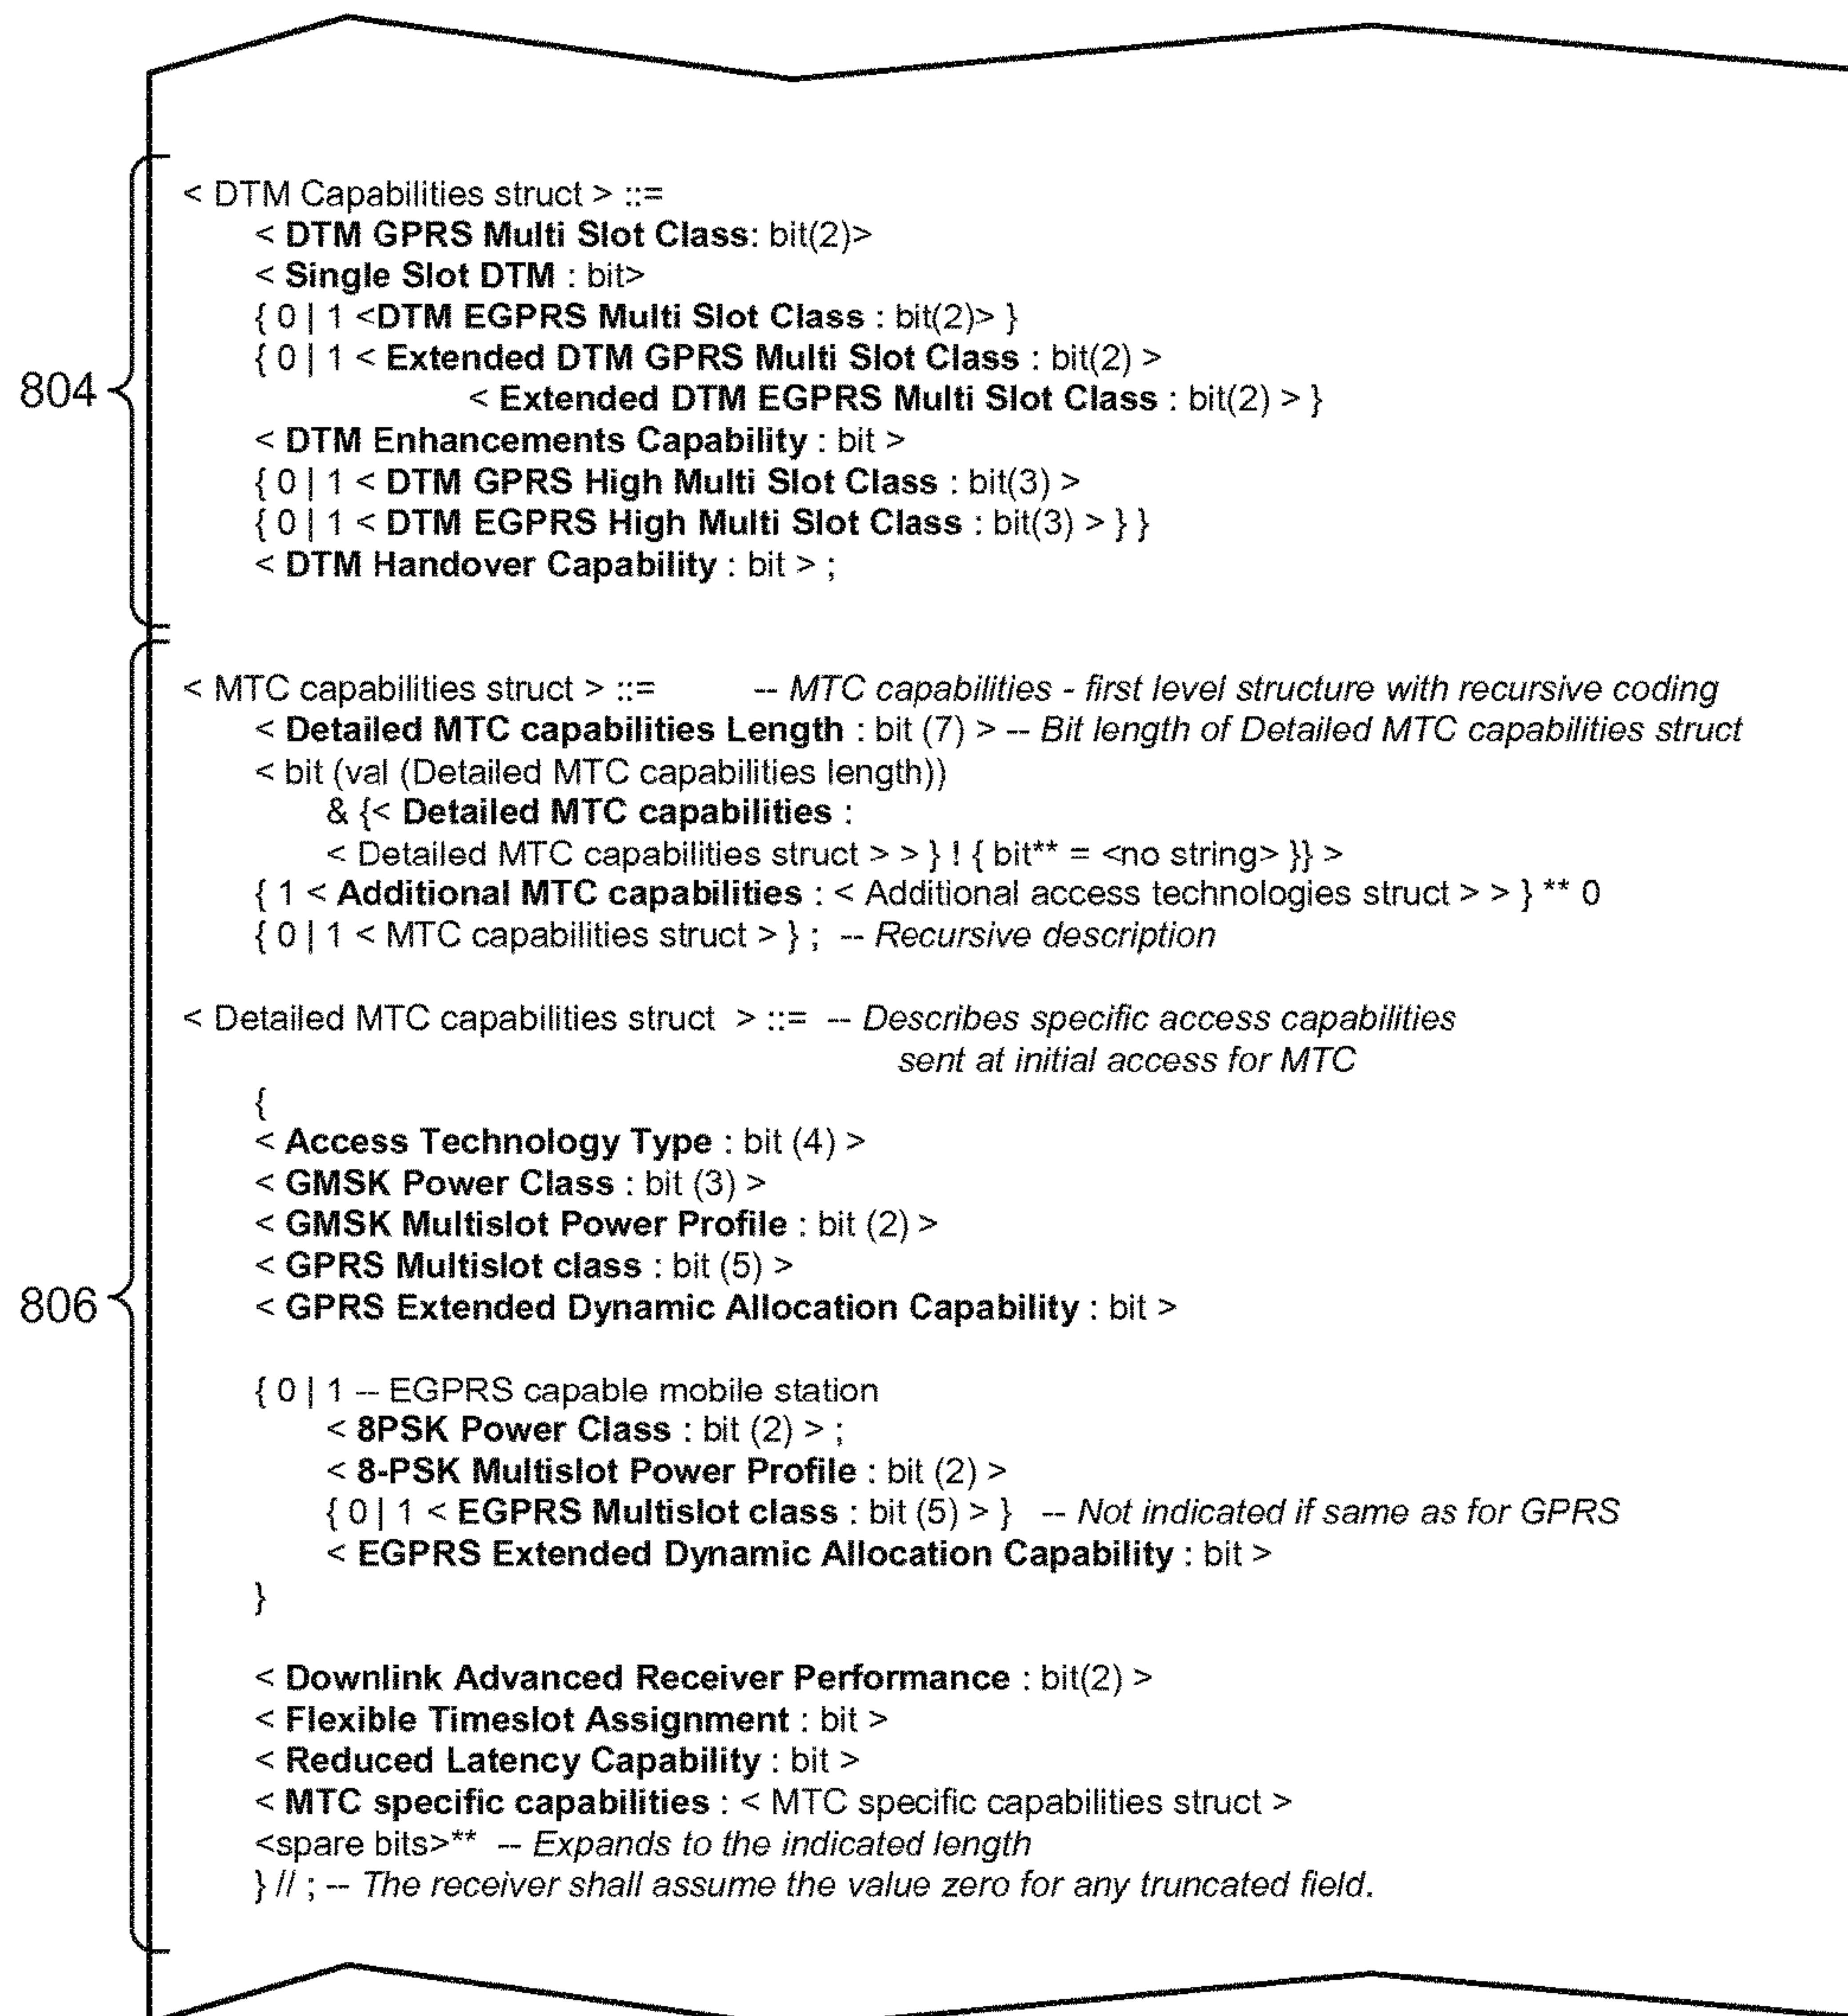 804
< DTM Capabilities struct > ::=
< DTM GPRS Multi Slot Class: bit(2)>
< Single Slot DTM : bit>
{ 0 | 1 <DTM EGPRS Multi Slot Class : bit(2)> }
{ 0 | 1 < Extended DTM GPRS Multi Slot Class : bit(2) >
< Extended DTM EGPRS Multi Slot Class : bit(2) > }
< DTM Enhancements Capability : bit >
{ 0 | 1 < DTM GPRS High Multi Slot Class : bit(3) >
{ 0 | 1 < DTM EGPRS High Multi Slot Class : bit(3) > } }
< DTM Handover Capability : bit > ;
806
< MTC capabilities struct > ::= -- MTC capabilities - first level structure with recursive coding
< Detailed MTC capabilities Length : bit (7) > -- Bit length of Detailed MTC capabilities struct
< bit (val (Detailed MTC capabilities length))
& {< Detailed MTC capabilities :
< Detailed MTC capabilities struct > > } ! { bit** = <no string> }} >
{ 1 < Additional MTC capabilities : < Additional access technologies struct > > } ** 0
{ 0 | 1 < MTC capabilities struct > } ; -- Recursive description
< Detailed MTC capabilities struct > ::= -- Describes specific access capabilities
sent at initial access for MTC
{
< Access Technology Type : bit (4) >
< GMSK Power Class : bit (3) >
< GMSK Multislot Power Profile : bit (2) >
< GPRS Multislot class : bit (5) >
< GPRS Extended Dynamic Allocation Capability : bit >
{ 0 | 1 -- EGPRS capable mobile station
< 8PSK Power Class : bit (2) > ;
< 8-PSK Multislot Power Profile : bit (2) >
{ 0 | 1 < EGPRS Multislot class : bit (5) > } -- Not indicated if same as for GPRS
< EGPRS Extended Dynamic Allocation Capability : bit >
}
< Downlink Advanced Receiver Performance : bit(2) >
< Flexible Timeslot Assignment : bit >
< Reduced Latency Capability : bit >
< MTC specific capabilities : < MTC specific capabilities struct >
<spare bits>** -- Expands to the indicated length
} // ; -- The receiver shall assume the value zero for any truncated field.